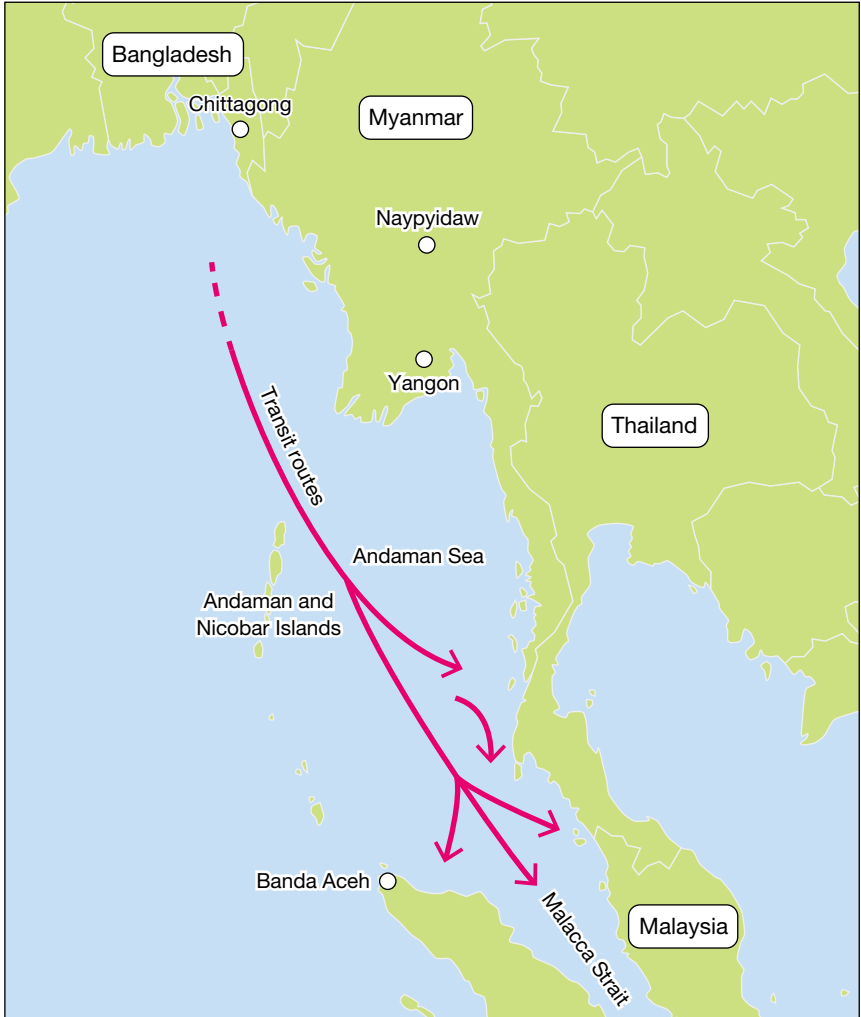 Bangladesh
Chittagong
Myanmar
Naypyidaw
Yangon
Thailand
Transit routes
Andaman Sea
Andaman and
Nicobar Islands
Banda Aceh
Malacca Strait
Malaysia